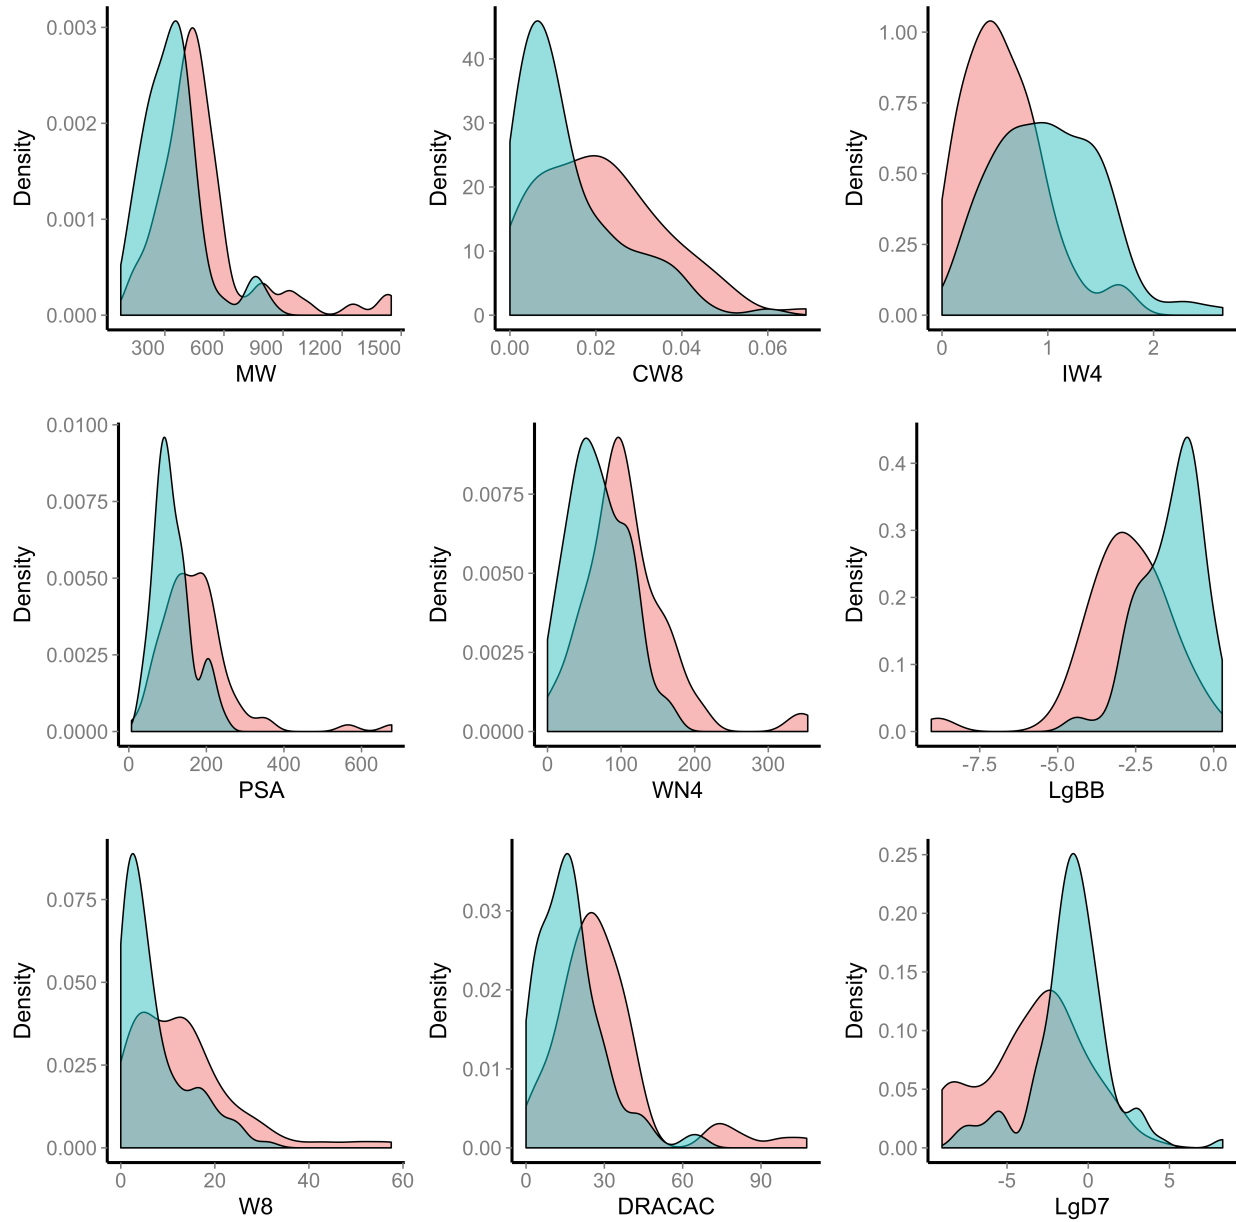 Density
0.003
0.002
0.001
0.000
300 600 900 1200 1500
MW
Density
40
30
20
10
0
0.00 0.02 0.04 0.06
CW8
Density
1.00
0.75
0.50
0.25
0.00
0 1 2
IW4
Density
0.0100
0.0075
0.0050
0.0025
0.0000
0 200 400 600
PSA
Density
0.0075
0.0050
0.0025
0.0000
0 100 200 300
WN4
Density
0.4
0.3
0.2
0.1
0.0
-7.5 -5.0 -2.5 0.0
LgBB
Density
0.075
0.050
0.025
0.000
0 20 40 60
W8
Density
0.03
0.02
0.01
0.00
0 30 60 90
DRACAC
Density
0.25
0.20
0.15
0.10
0.05
0.00
-5 0 5
LgD7